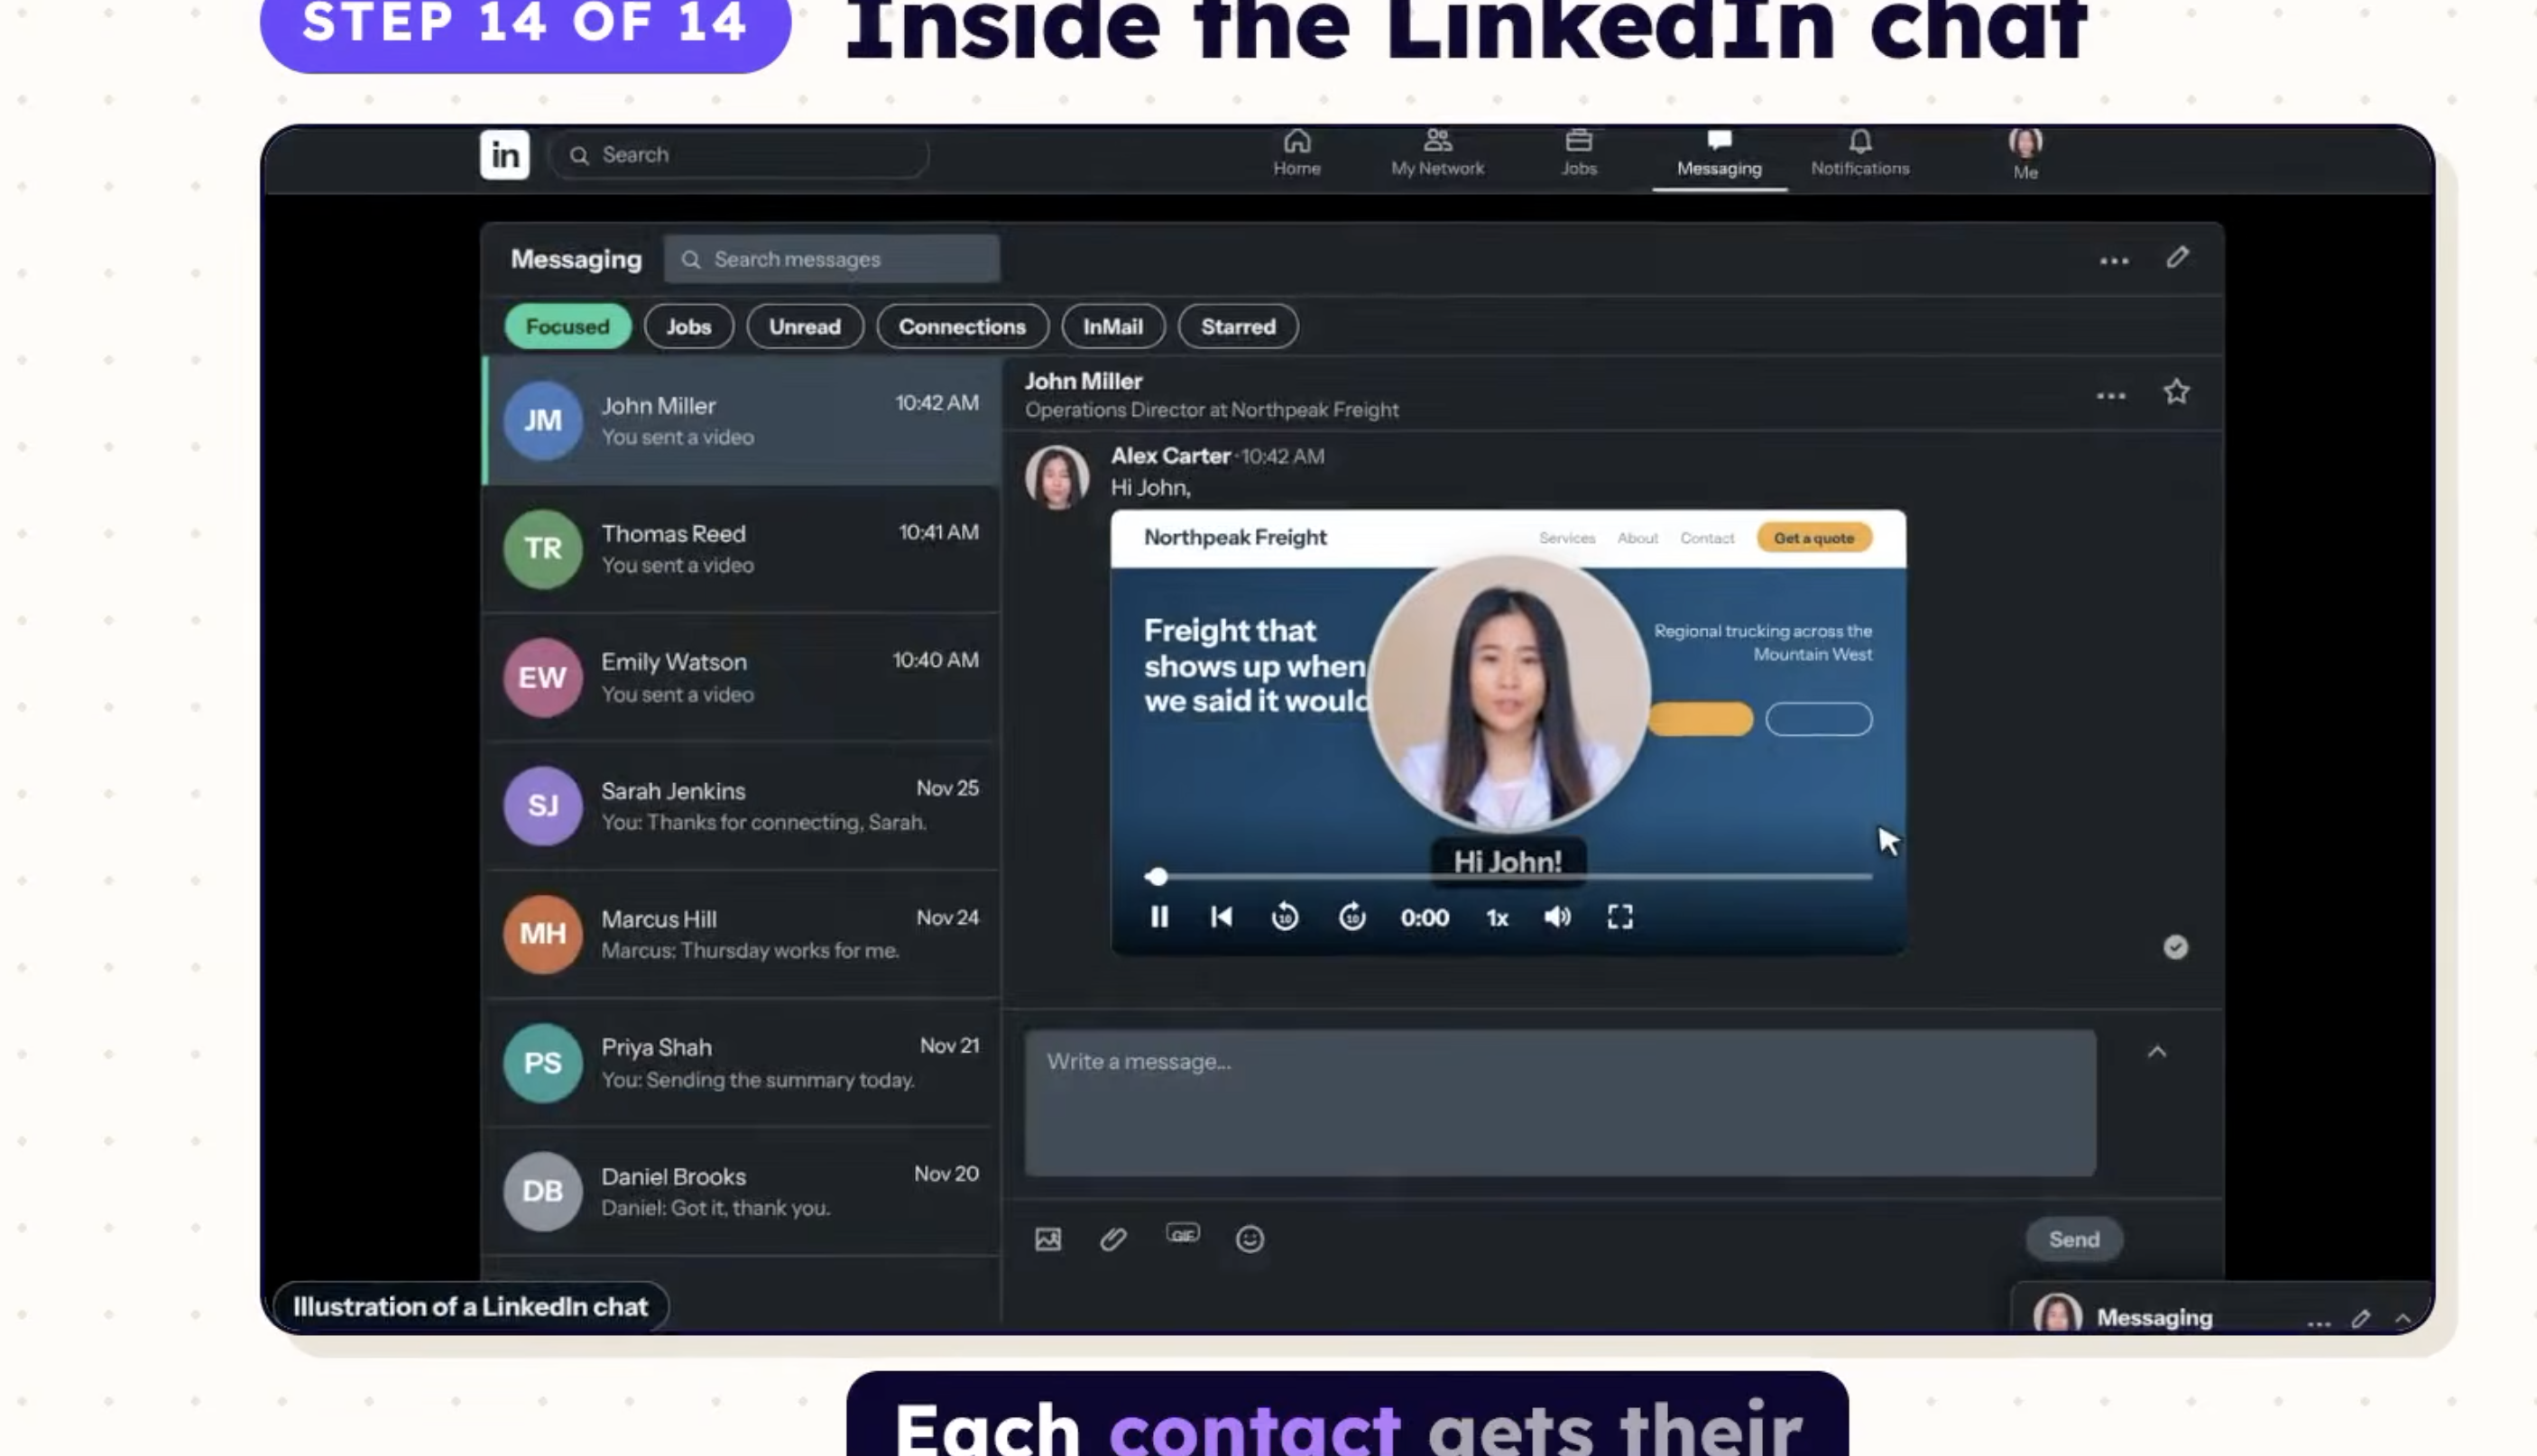 STEP 14 OF 14
Inside the LinkedIn chat
in
Search
Home
My Network
Jobs
Messaging
Notifications
Me
Messaging
Search messages
Focused
Jobs
Unread
Connections
InMail
Starred
JM
John Miller
10:42 AM
You sent a video
TR
Thomas Reed
10:41 AM
You sent a video
EW
Emily Watson
10:40 AM
You sent a video
SJ
Sarah Jenkins
Nov 25
You: Thanks for connecting, Sarah.
MH
Marcus Hill
Nov 24
Marcus: Thursday works for me.
PS
Priya Shah
Nov 21
You: Sending the summary today.
DB
Daniel Brooks
Nov 20
Daniel: Got it, thank you.
John Miller
Operations Director at Northpeak Freight
Alex Carter · 10:42 AM
Hi John,
Northpeak Freight
Services
About
Contact
Get a quote
Freight that
shows up when
we said it would
Regional trucking across the
Mountain West
Hi John!
10
10
0:00
1x
Write a message...
GIF
Send
Illustration of a LinkedIn chat
Messaging
Each contact gets their